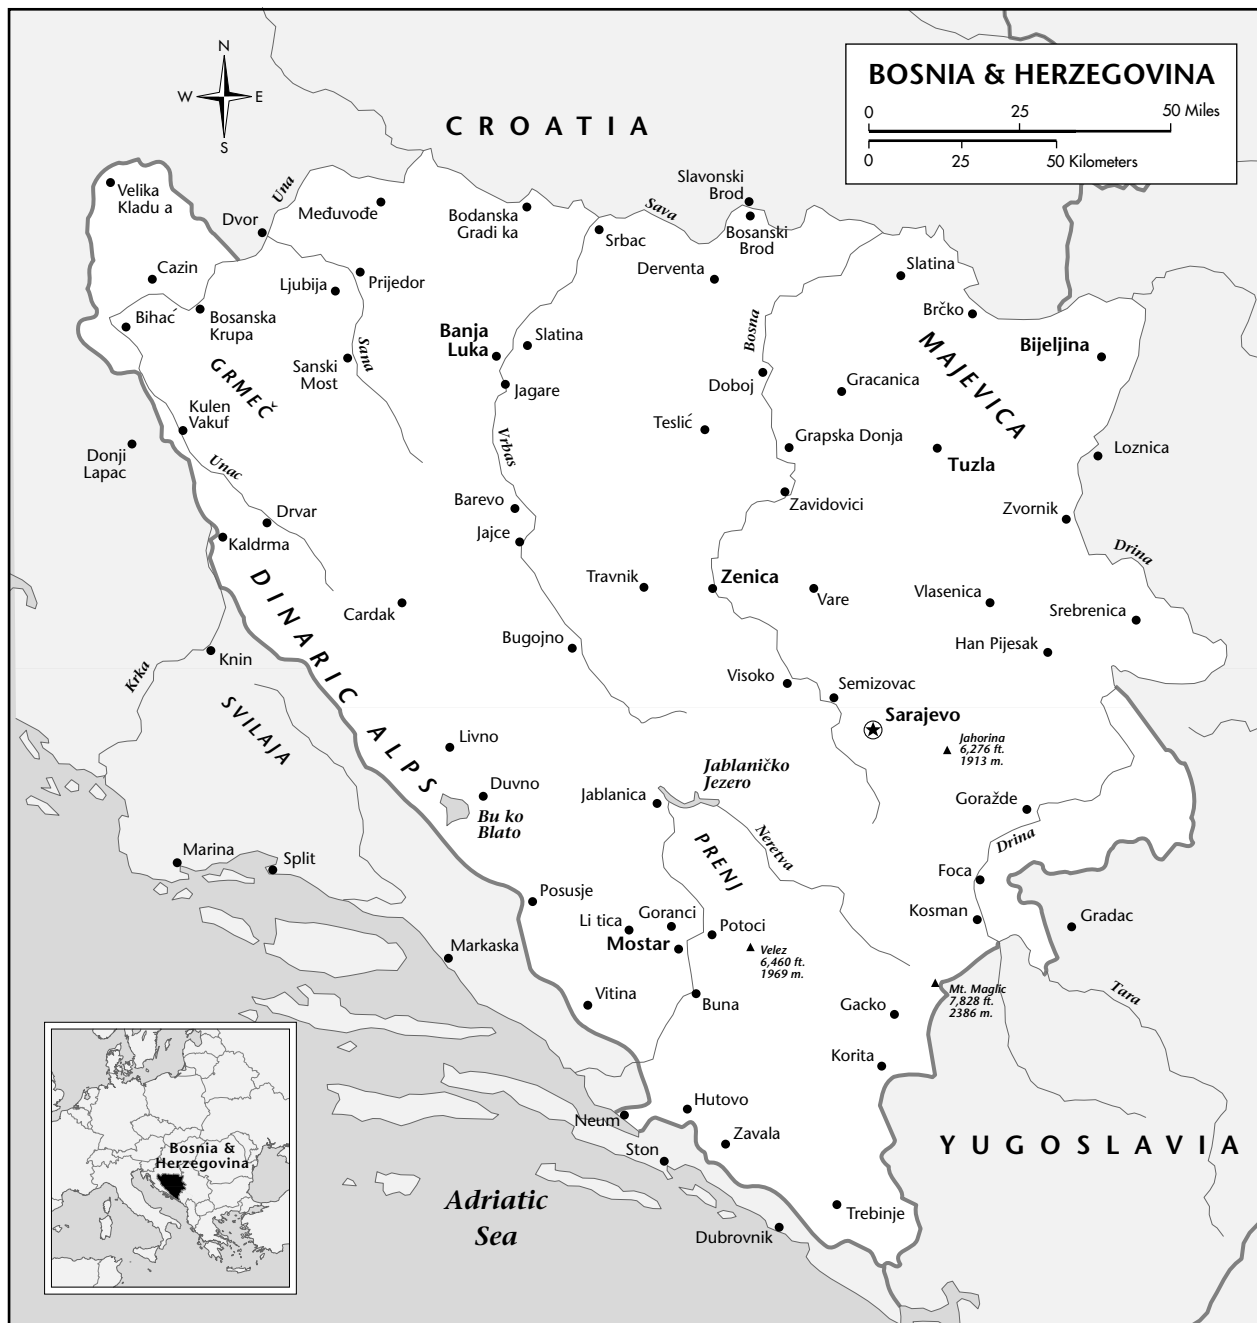 N
W E
S
CROATIA
BOSNIA & HERZEGOVINA
0 25 50 Miles
0 25 50 Kilometers
Velika
Kladu a
Dvor
Una
Međuvođe
Bodanska
Gradi ka
Sava
Slavonski
Brod
Bosanski
Brod
Srbac
Derventa
Slatina
Brčko
Cazin
Ljubija
Prijedor
Bihać
Bosanska
Krupa
Banja
Luka
Slatina
Bosna
MAJEVICA
Bijeljina
GRMEČ
Sanski
Most
Sana
Jagare
Doboj
Gracanica
Kulen
Vakuf
Donji
Lapac
Unac
Vrbas
Teslić
Grapska Donja
Tuzla
Loznica
Drvar
Kaldrma
Barevo
Jajce
Zavidovici
Zvornik
Drina
DINARIC ALPS
Cardak
Travnik
Zenica
Vare
Vlasenica
Srebrenica
Bugojno
Han Pijesak
Krka
Knin
Visoko
Semizovac
SVILAJA
Sarajevo
Jahorina
6,276 ft.
1913 m.
Livno
Duvno
Bu ko
Blato
Jablanica
Jablaničko
Jezero
Goražde
Neretva
Drina
PRENJ
Marina
Split
Foca
Posusje
Goranci
Li tica
Mostar
Potoci
Kosman
Gradac
Markaska
Velez
6,460 ft.
1969 m.
Mt. Maglic
7,828 ft.
2386 m.
Tara
Vitina
Buna
Gacko
Korita
Neum
Hutovo
Zavala
Ston
YUGOSLAVIA
Bosnia &
Herzegovina
Adriatic
Sea
Trebinje
Dubrovnik